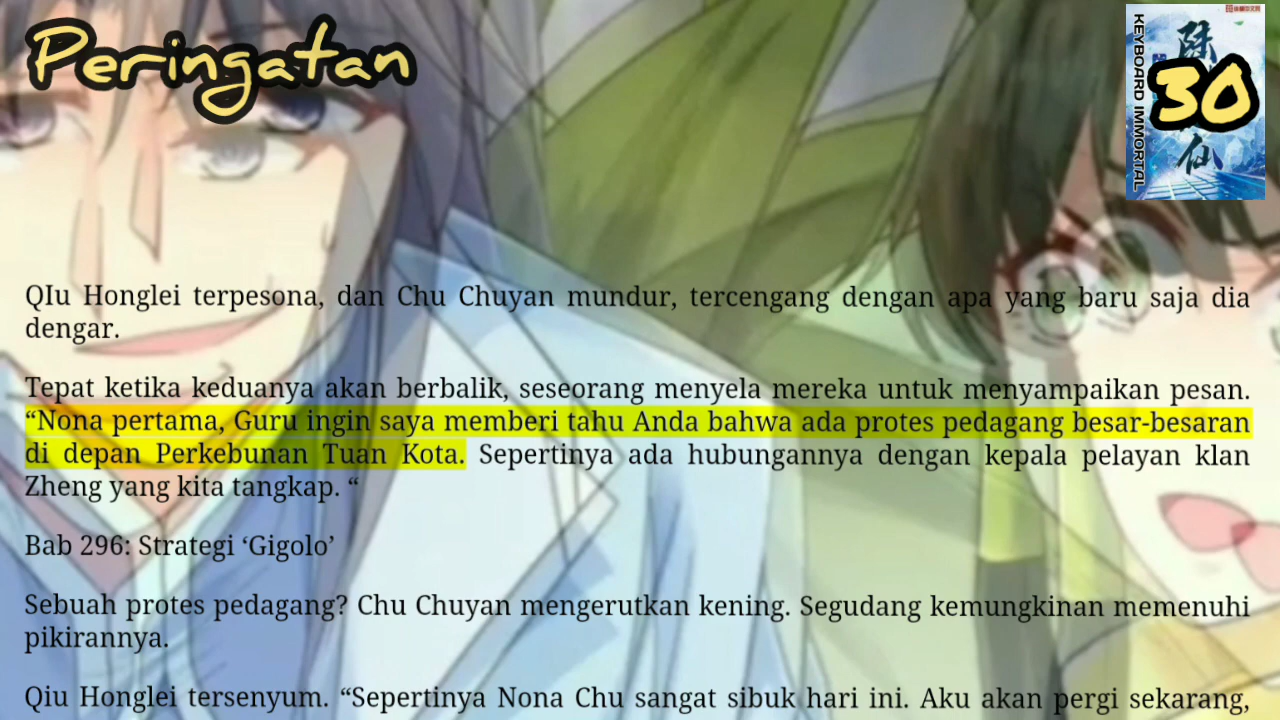 Peringatan
30
KEYBOARD IMMORTAL
仙
QIu Honglei terpesona, dan Chu Chuyan mundur, tercengang dengan apa yang baru saja dia
dengar.
Tepat ketika keduanya akan berbalik, seseorang menyela mereka untuk menyampaikan pesan.
“Nona pertama, Guru ingin saya memberi tahu Anda bahwa ada protes pedagang besar-besaran
di depan Perkebunan Tuan Kota. Sepertinya ada hubungannya dengan kepala pelayan klan
Zheng yang kita tangkap. “
Bab 296: Strategi ‘Gigolo’
Sebuah protes pedagang? Chu Chuyan mengerutkan kening. Segudang kemungkinan memenuhi
pikirannya.
Qiu Honglei tersenyum. “Sepertinya Nona Chu sangat sibuk hari ini. Aku akan pergi sekarang,